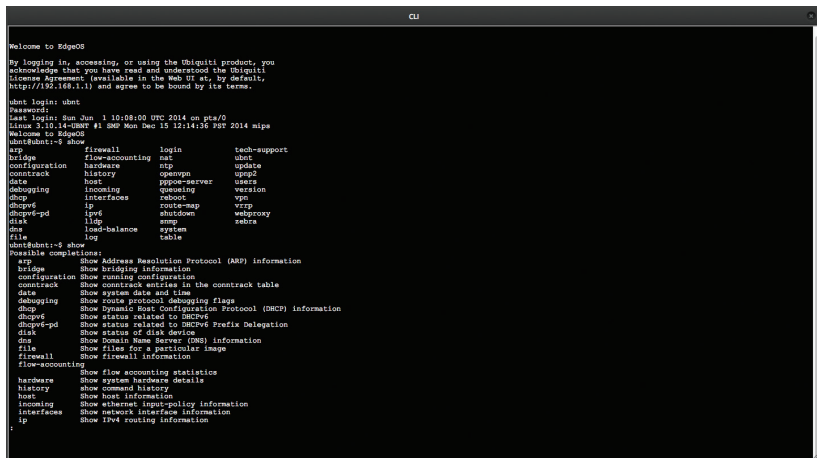 CLI
Welcome to EdgeOS
By logging in, accessing, or using the Ubiquiti product, you
acknowledge that you have read and understood the Ubiquiti
License Agreement (available in the Web UI at, by default,
http://192.168.1.1) and agree to be bound by its terms.
ubnt login: ubnt
Password:
Last login: Sun Jun  1 10:08:00 UTC 2014 on pts/0
Linux 3.10.14-UBNT #1 SMP Mon Dec 15 12:14:36 PST 2014 mips
Welcome to EdgeOS
ubnt@ubnt:~$ show
arp firewall login tech-support
bridge flow-accounting nat ubnt
configuration hardware ntp update
conntrack history openvpn upnp2
date host pppoe-server users
debugging incoming queueing version
dhcp interfaces reboot vpn
dhcpv6 ip route-map vrrp
dhcpv6-pd ipv6 shutdown webproxy
disk lldp snmp zebra
dns load-balance system
file log table
ubnt@ubnt:~$ show
Possible completions:
arp Show Address Resolution Protocol (ARP) information
bridge Show bridging information
configuration Show running configuration
conntrack Show conntrack entries in the conntrack table
date Show system date and time
debugging Show route protocol debugging flags
dhcp Show Dynamic Host Configuration Protocol (DHCP) information
dhcpv6 Show status related to DHCPv6
dhcpv6-pd Show status related to DHCPv6 Prefix Delegation
disk Show status of disk device
dns Show Domain Name Server (DNS) information
file Show files for a particular image
firewall Show firewall information
flow-accounting
Show flow accounting statistics
hardware Show system hardware details
history show command history
host Show host information
incoming Show ethernet input-policy information
interfaces Show network interface information
ip Show IPv4 routing information
: